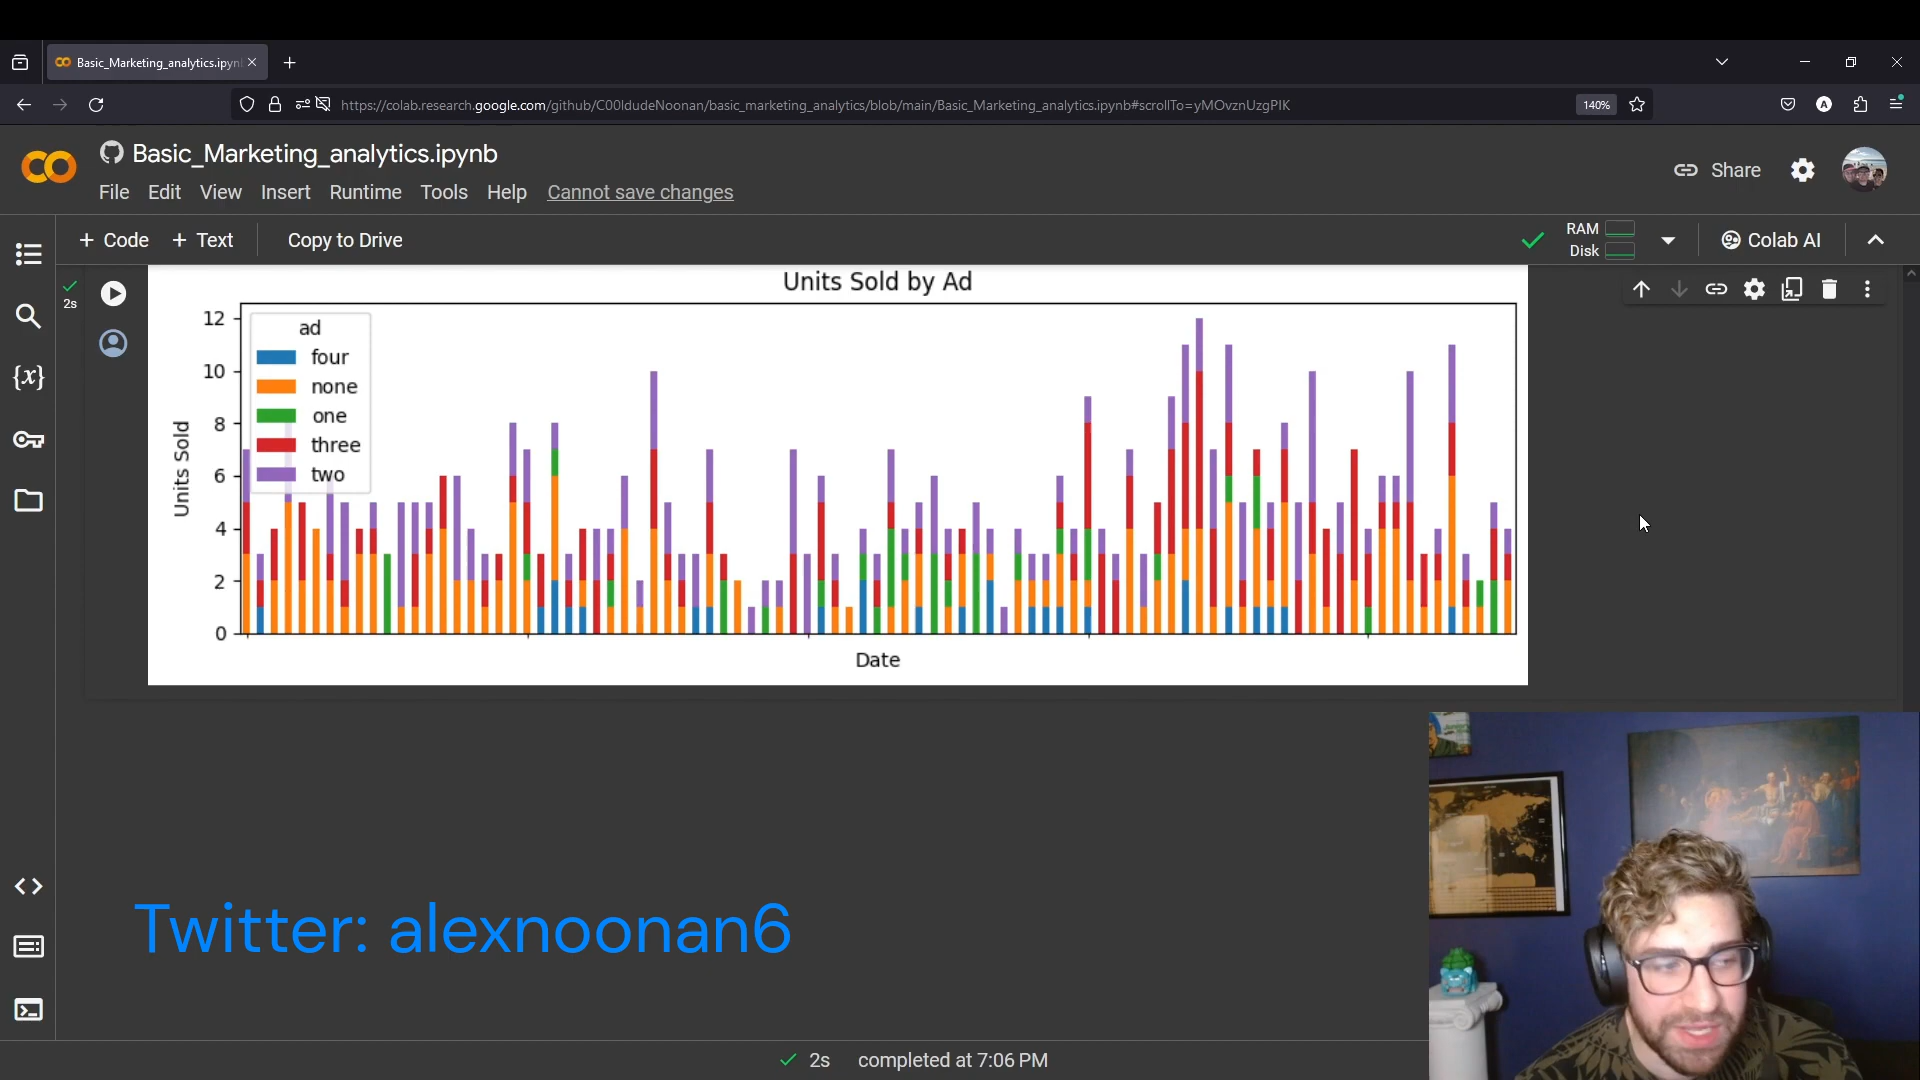 Basic_Marketing_analytics.ipyn
https://colab.research.google.com/github/C00ldudeNoonan/basic_marketing_analytics/blob/main/Basic_Marketing_analytics.ipynb#scrollTo=yMOvznUzgPIK
140%
A
Basic_Marketing_analytics.ipynb
Share
File Edit View Insert Runtime Tools Help Cannot save changes
+ Code + Text Copy to Drive
RAM
Disk
Colab AI
2s
{x}
Units Sold by Ad
ad
four
none
one
three
two
12
10
8
6
4
2
0
Units Sold
Date
Twitter: alexnoonan6
2s completed at 7:06 PM